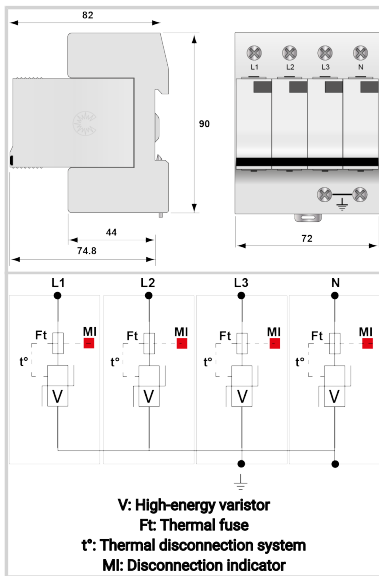 82
L1 L2 L3 N
90
44
74.8
72
L1 L2 L3 N
Ft MI Ft MI Ft MI Ft MI
t° t° t° t°
V V V V
V: High-energy varistor
Ft: Thermal fuse
t°: Thermal disconnection system
MI: Disconnection indicator